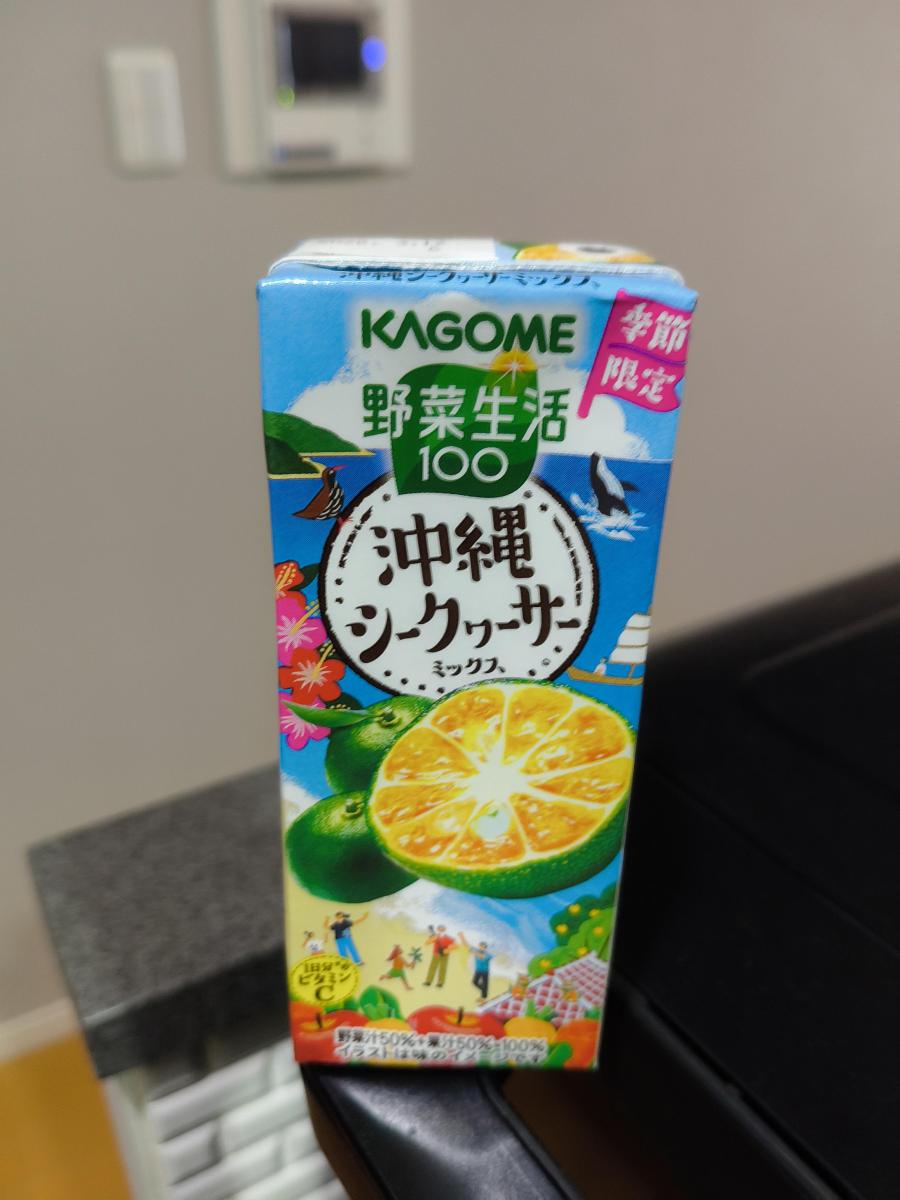 沖縄シークヮーサーミックス
KAGOME
季節
限定
野菜生活
100
沖縄
シークヮーサー
ミックス
1日分の
ビタミン
C
野菜汁50%+果汁50%=100%
イラストは味のイメージです